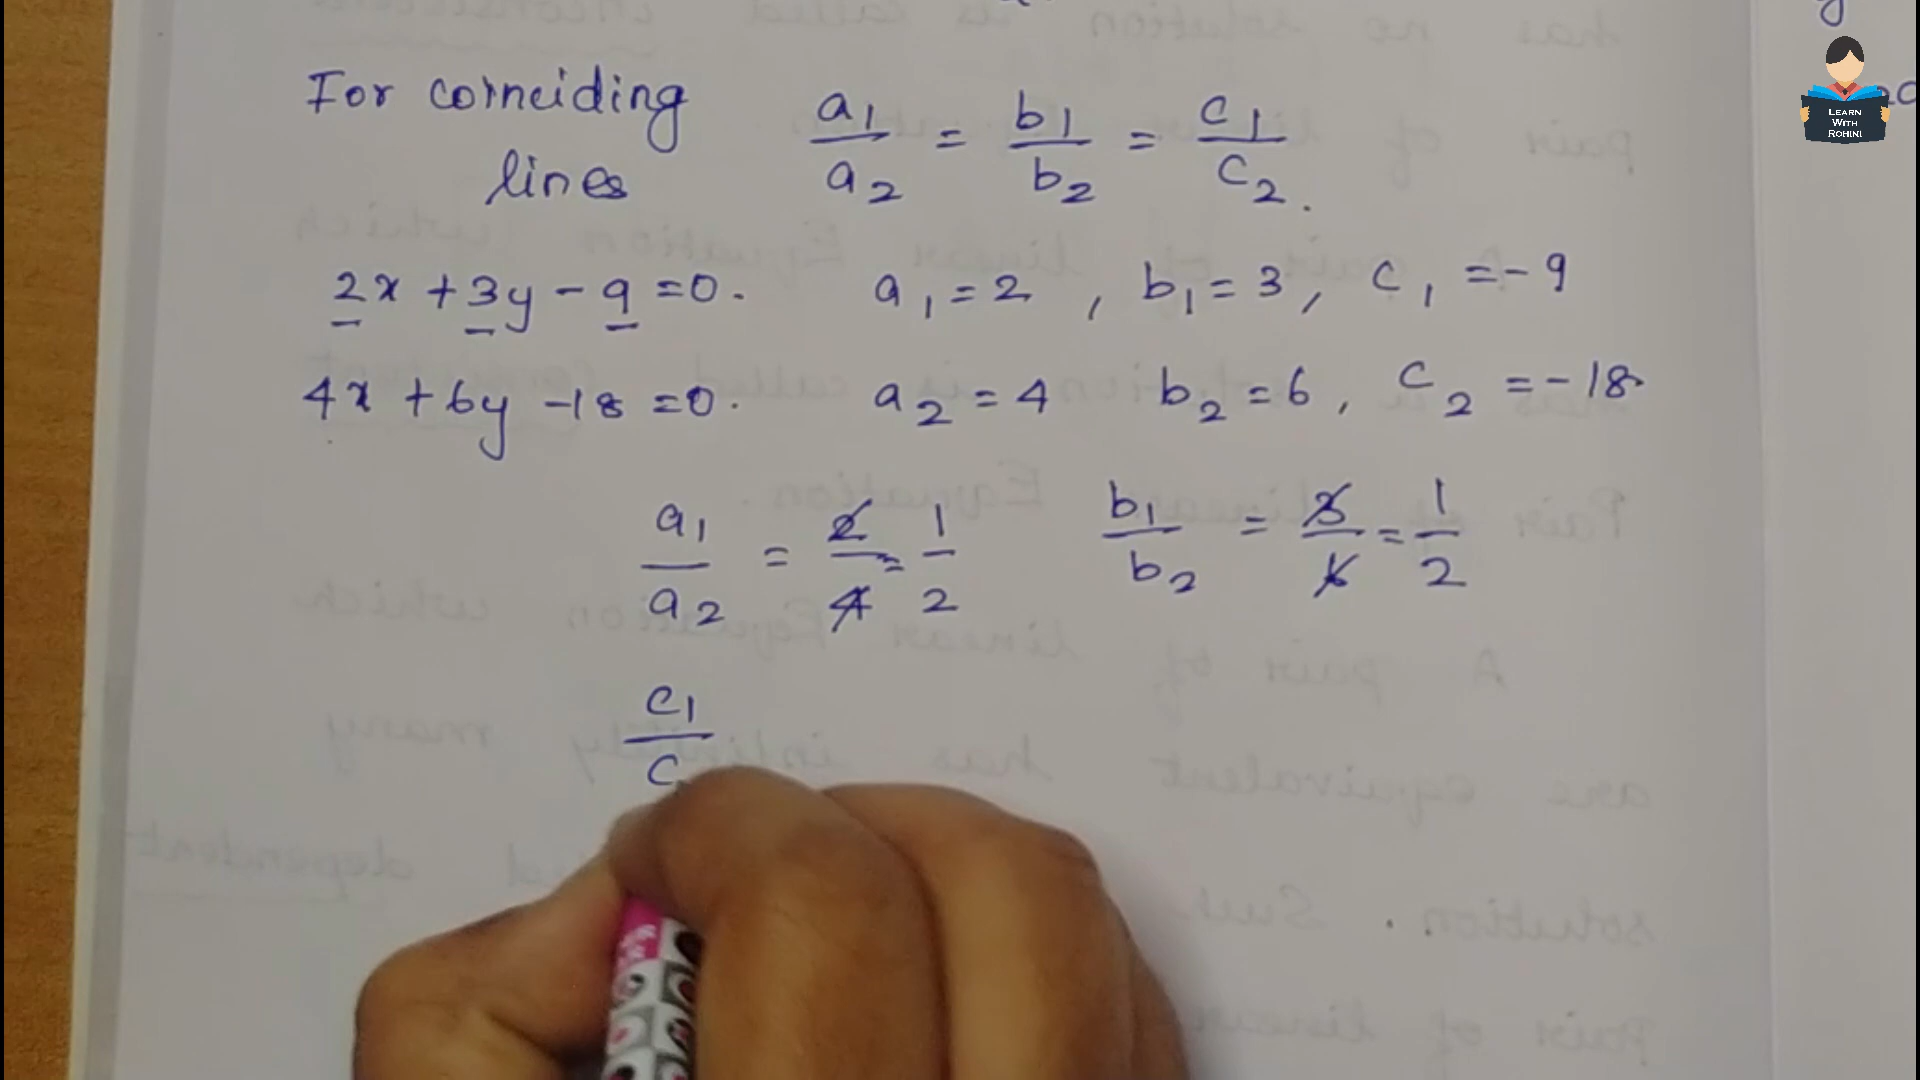 For coinciding lines
a1/a2 = b1/b2 = c1/c2.
2x + 3y - 9 = 0. a1 = 2, b1 = 3, c1 = -9
4x + 6y - 18 = 0. a2 = 4 b2 = 6, c2 = -18
a1/a2 = 2/4 = 1/2 b1/b2 = 3/6 = 1/2
c1/c
LEARN
WITH
ROHINI